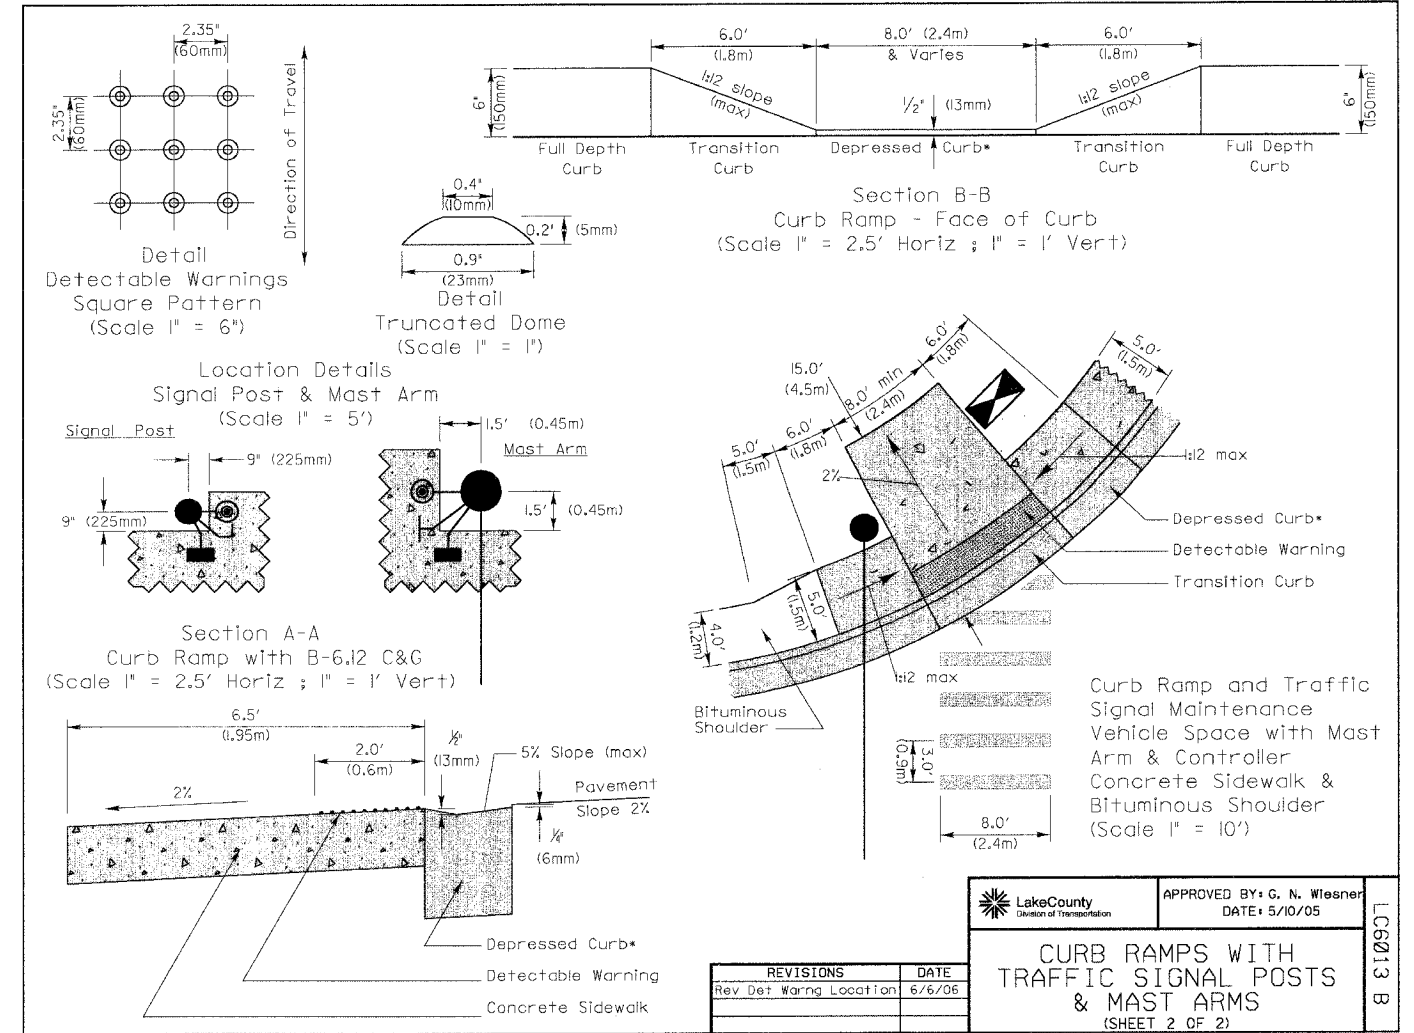 2.35"
(60mm)
2.35"
(60mm)
Direction of Travel
Detail
Detectable Warnings
Square Pattern
(Scale 1" = 6")
0.4"
(10mm)
0.2' (5mm)
0.9"
(23mm)
Detail
Truncated Dome
(Scale 1" = 1")
6.0'
(1.8m)
8.0' (2.4m)
& Varies
6.0'
(1.8m)
6"
(150mm)
1:12 slope
(max)
1/2" (13mm)
1:12 slope
(max)
6"
(150mm)
Full Depth
Curb
Transition
Curb
Depressed Curb*
Transition
Curb
Full Depth
Curb
Section B-B
Curb Ramp - Face of Curb
(Scale 1" = 2.5' Horiz ; 1" = 1' Vert)
Location Details
Signal Post & Mast Arm
(Scale 1" = 5')
Signal Post
9" (225mm)
9" (225mm)
1.5' (0.45m)
Mast Arm
1.5' (0.45m)
Section A-A
Curb Ramp with B-6.12 C&G
(Scale 1" = 2.5' Horiz ; 1" = 1' Vert)
6.5'
(1.95m)
2.0'
(0.6m)
1/2"
(13mm)
5% Slope (max)
Pavement
Slope 2%
2%
1/4"
(6mm)
Depressed Curb*
Detectable Warning
Concrete Sidewalk
15.0'
(4.5m)
8.0' min
(2.4m)
6.0'
(1.8m)
5.0'
(1.5m)
5.0'
(1.5m)
6.0'
(1.8m)
2%
1:12 max
Depressed Curb*
Detectable Warning
Transition Curb
5.0'
(1.5m)
4.0'
(1.2m)
1:12 max
Bituminous
Shoulder
3.0'
(0.9m)
8.0'
(2.4m)
Curb Ramp and Traffic
Signal Maintenance
Vehicle Space with Mast
Arm & Controller
Concrete Sidewalk &
Bituminous Shoulder
(Scale 1" = 10')
REVISIONS DATE
Rev Det Warng Location 6/6/06
LakeCounty
Division of Transportation
APPROVED BY: G. N. Wiesner
DATE: 5/10/05
CURB RAMPS WITH
TRAFFIC SIGNAL POSTS
& MAST ARMS
(SHEET 2 OF 2)
LC6013 B